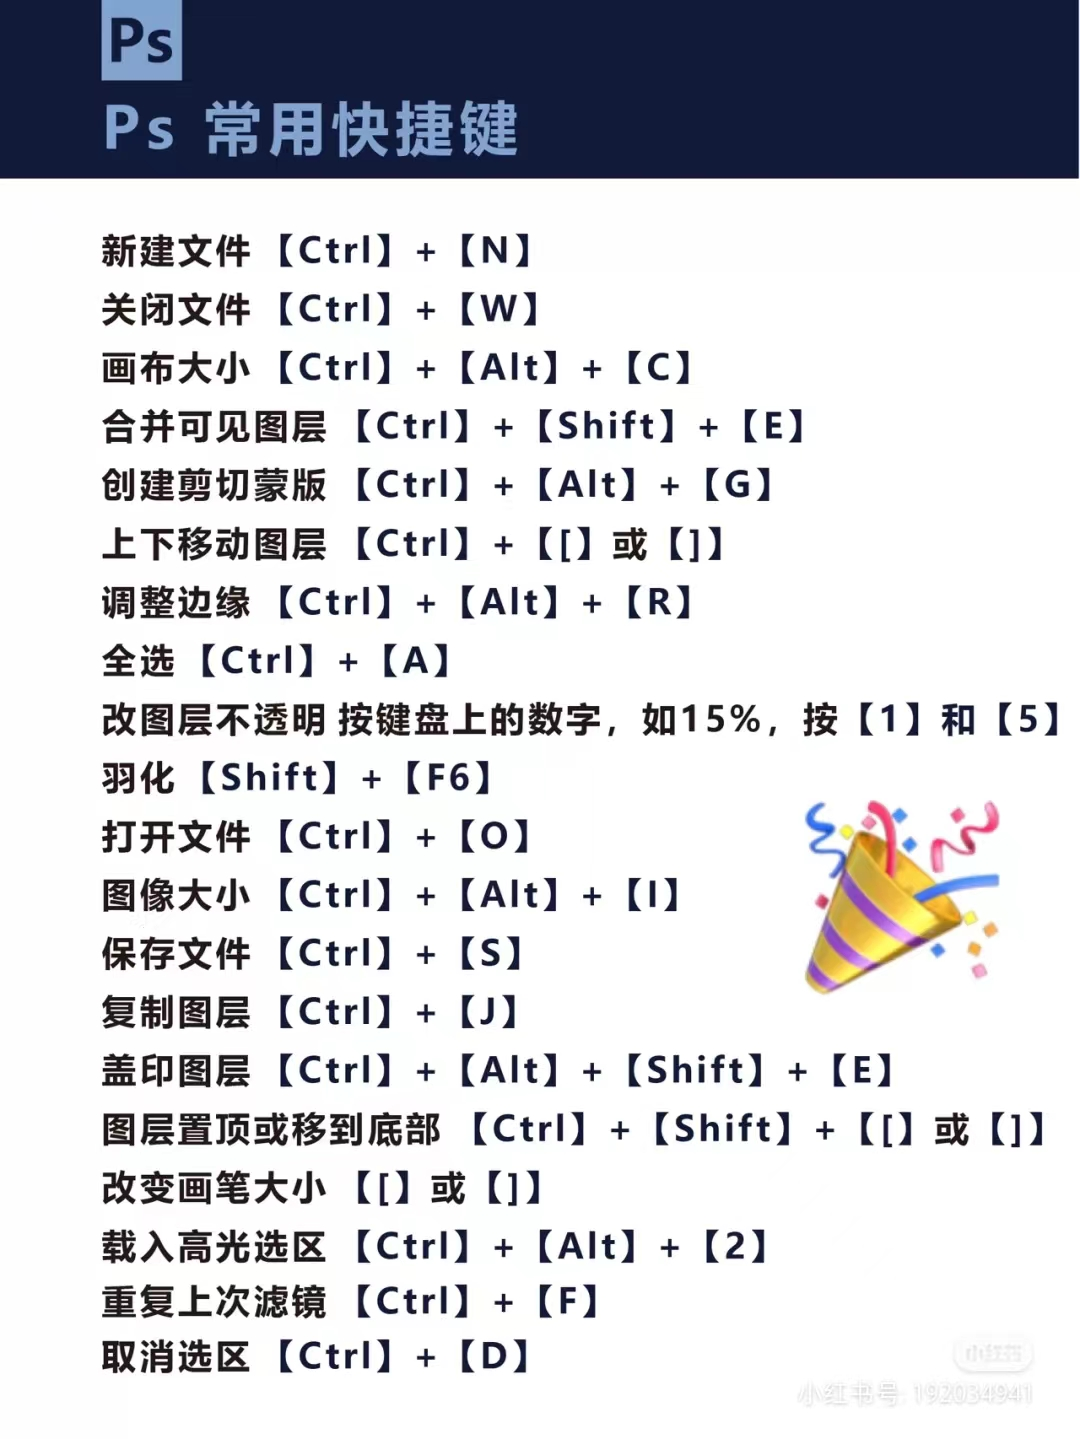 Ps
Ps 常用快捷键
新建文件【Ctrl】+【N】
关闭文件【Ctrl】+【W】
画布大小【Ctrl】+【Alt】+【C】
合并可见图层【Ctrl】+【Shift】+【E】
创建剪切蒙版【Ctrl】+【Alt】+【G】
上下移动图层【Ctrl】+【[】或【]】
调整边缘【Ctrl】+【Alt】+【R】
全选【Ctrl】+【A】
改图层不透明 按键盘上的数字，如15%，按【1】和【5】
羽化【Shift】+【F6】
打开文件【Ctrl】+【O】
图像大小【Ctrl】+【Alt】+【I】
保存文件【Ctrl】+【S】
复制图层【Ctrl】+【J】
盖印图层【Ctrl】+【Alt】+【Shift】+【E】
图层置顶或移到底部【Ctrl】+【Shift】+【[】或【]】
改变画笔大小【[】或【]】
载入高光选区【Ctrl】+【Alt】+【2】
重复上次滤镜【Ctrl】+【F】
取消选区【Ctrl】+【D】
小红书
小红书号: 192034941